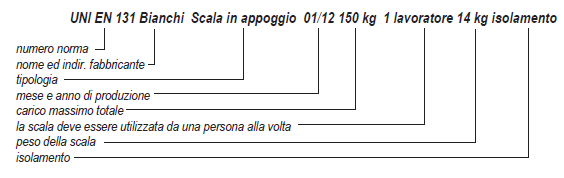 UNI EN 131 Bianchi Scala in appoggio 01/12 150 kg 1 lavoratore 14 kg isolamento
numero norma
nome ed indir. fabbricante
tipologia
mese e anno di produzione
carico massimo totale
la scala deve essere utilizzata da una persona alla volta
peso della scala
isolamento